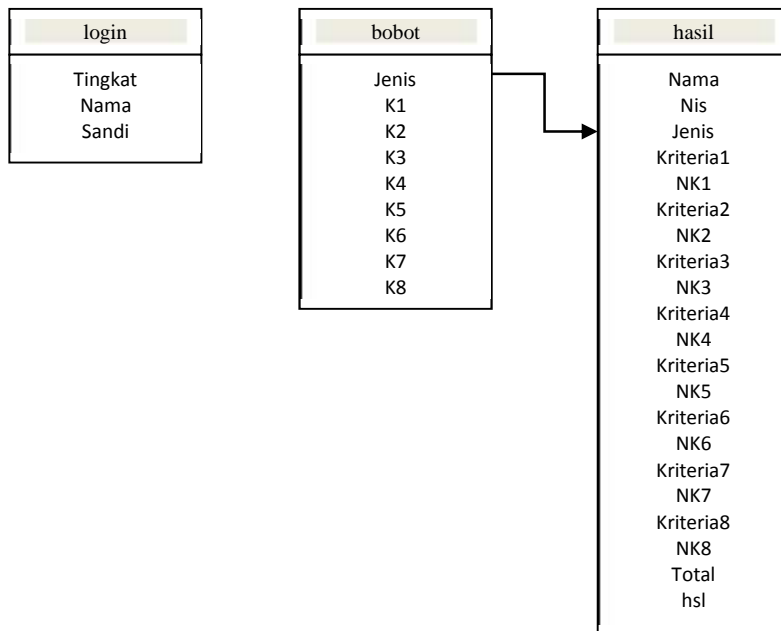 login
Tingkat
Nama
Sandi
bobot
Jenis
K1
K2
K3
K4
K5
K6
K7
K8
hasil
Nama
Nis
Jenis
Kriteria1
NK1
Kriteria2
NK2
Kriteria3
NK3
Kriteria4
NK4
Kriteria5
NK5
Kriteria6
NK6
Kriteria7
NK7
Kriteria8
NK8
Total
hsl